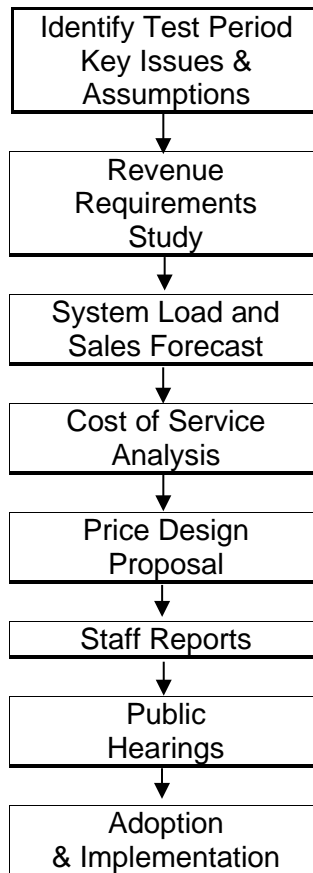 Identify Test Period
Key Issues &
Assumptions
Revenue
Requirements
Study
System Load and
Sales Forecast
Cost of Service
Analysis
Price Design
Proposal
Staff Reports
Public
Hearings
Adoption
& Implementation